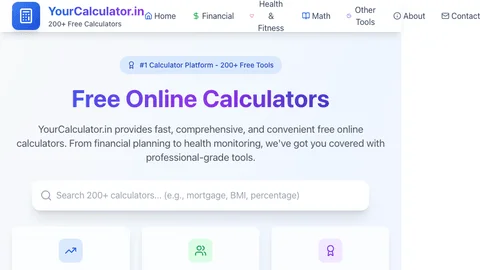 YourCalculator.in
200+ Free Calculators
Home
Financial
Health
&
Fitness
Math
Other
Tools
About
Contact
#1 Calculator Platform - 200+ Free Tools
Free Online Calculators
YourCalculator.in provides fast, comprehensive, and convenient free online
calculators. From financial planning to health monitoring, we've got you covered with
professional-grade tools.
Search 200+ calculators... (e.g., mortgage, BMI, percentage)